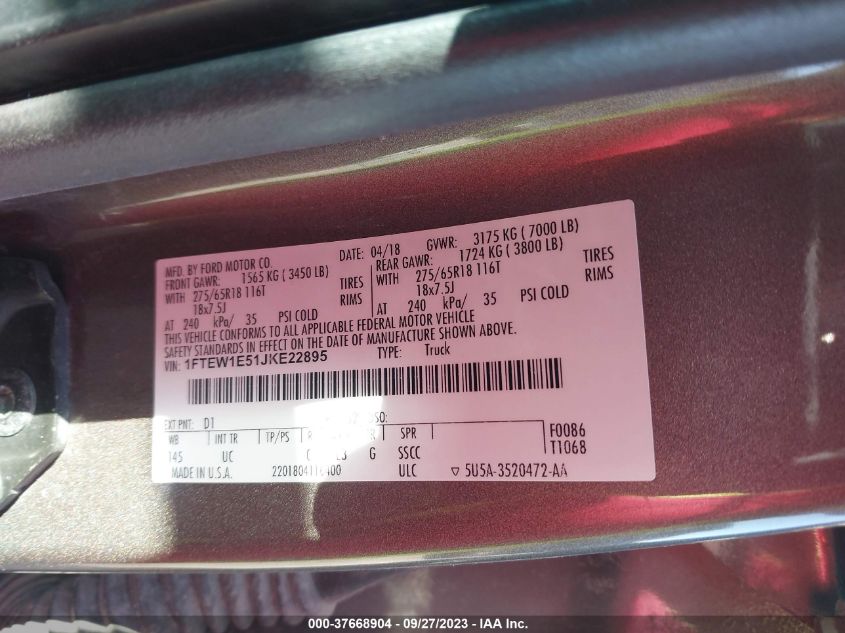 MFD. BY FORD MOTOR CO.
DATE: 04/18 GVWR: 3175 KG ( 7000 LB)
FRONT GAWR: 1565 KG ( 3450 LB)
REAR GAWR: 1724 KG ( 3800 LB)
WITH 275/65R18 116T TIRES
WITH 275/65R18 116T TIRES
18x7.5J RIMS
18x7.5J RIMS
AT 240 kPa/ 35 PSI COLD
AT 240 kPa/ 35 PSI COLD
THIS VEHICLE CONFORMS TO ALL APPLICABLE FEDERAL MOTOR VEHICLE
SAFETY STANDARDS IN EFFECT ON THE DATE OF MANUFACTURE SHOWN ABOVE.
VIN: 1FTEW1E51JKE22895 TYPE: Truck
EXT PNT: D1 DSO: F0086
WB INT TR TP/PS R SPR T1068
145 UC G SSCC
MADE IN U.S.A. ULC ▽ 5U5A-3520472-AA
000-37668904 / 09/27/2023 / IAAI.COM.